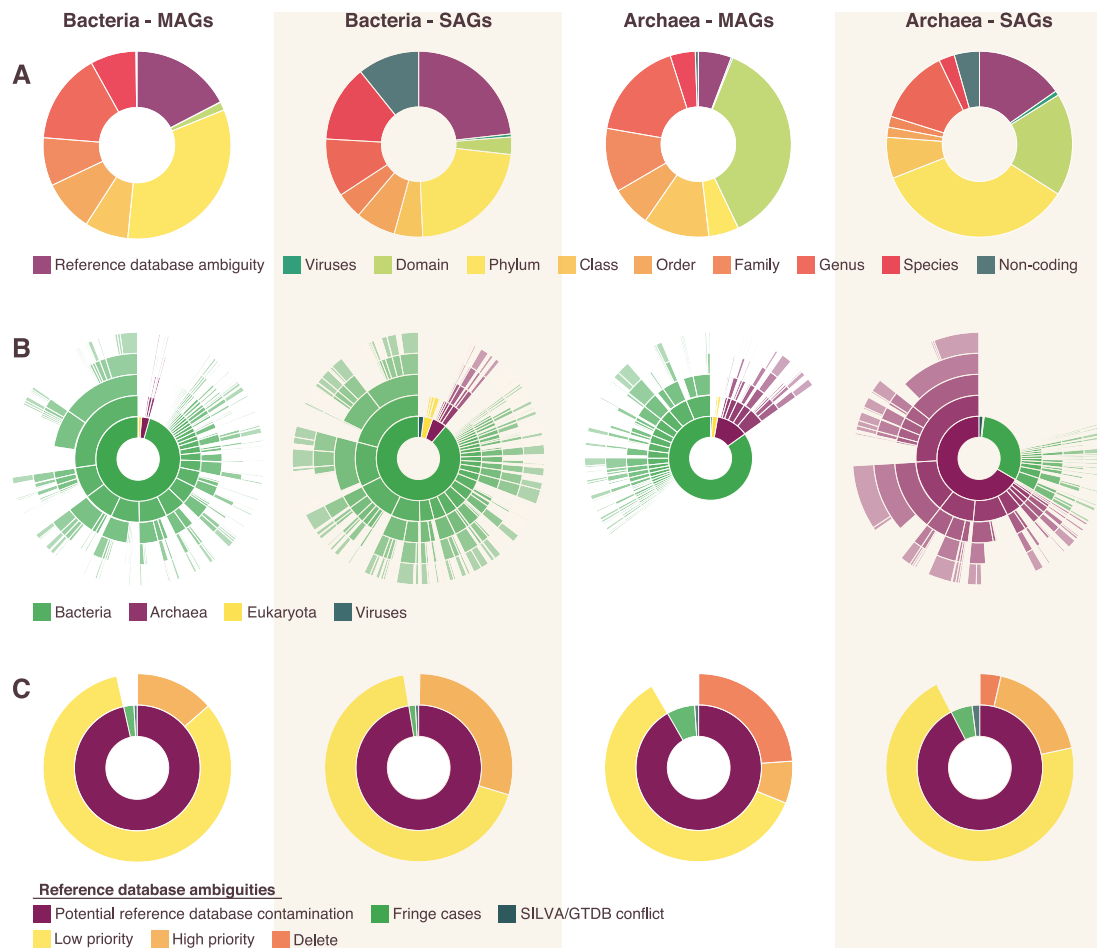 Bacteria - MAGs Bacteria - SAGs Archaea - MAGs Archaea - SAGs
A
Reference database ambiguity Viruses Domain Phylum Class Order Family Genus Species Non-coding
B
Bacteria Archaea Eukaryota Viruses
C
Reference database ambiguities
Potential reference database contamination Fringe cases SILVA/GTDB conflict
Low priority High priority Delete